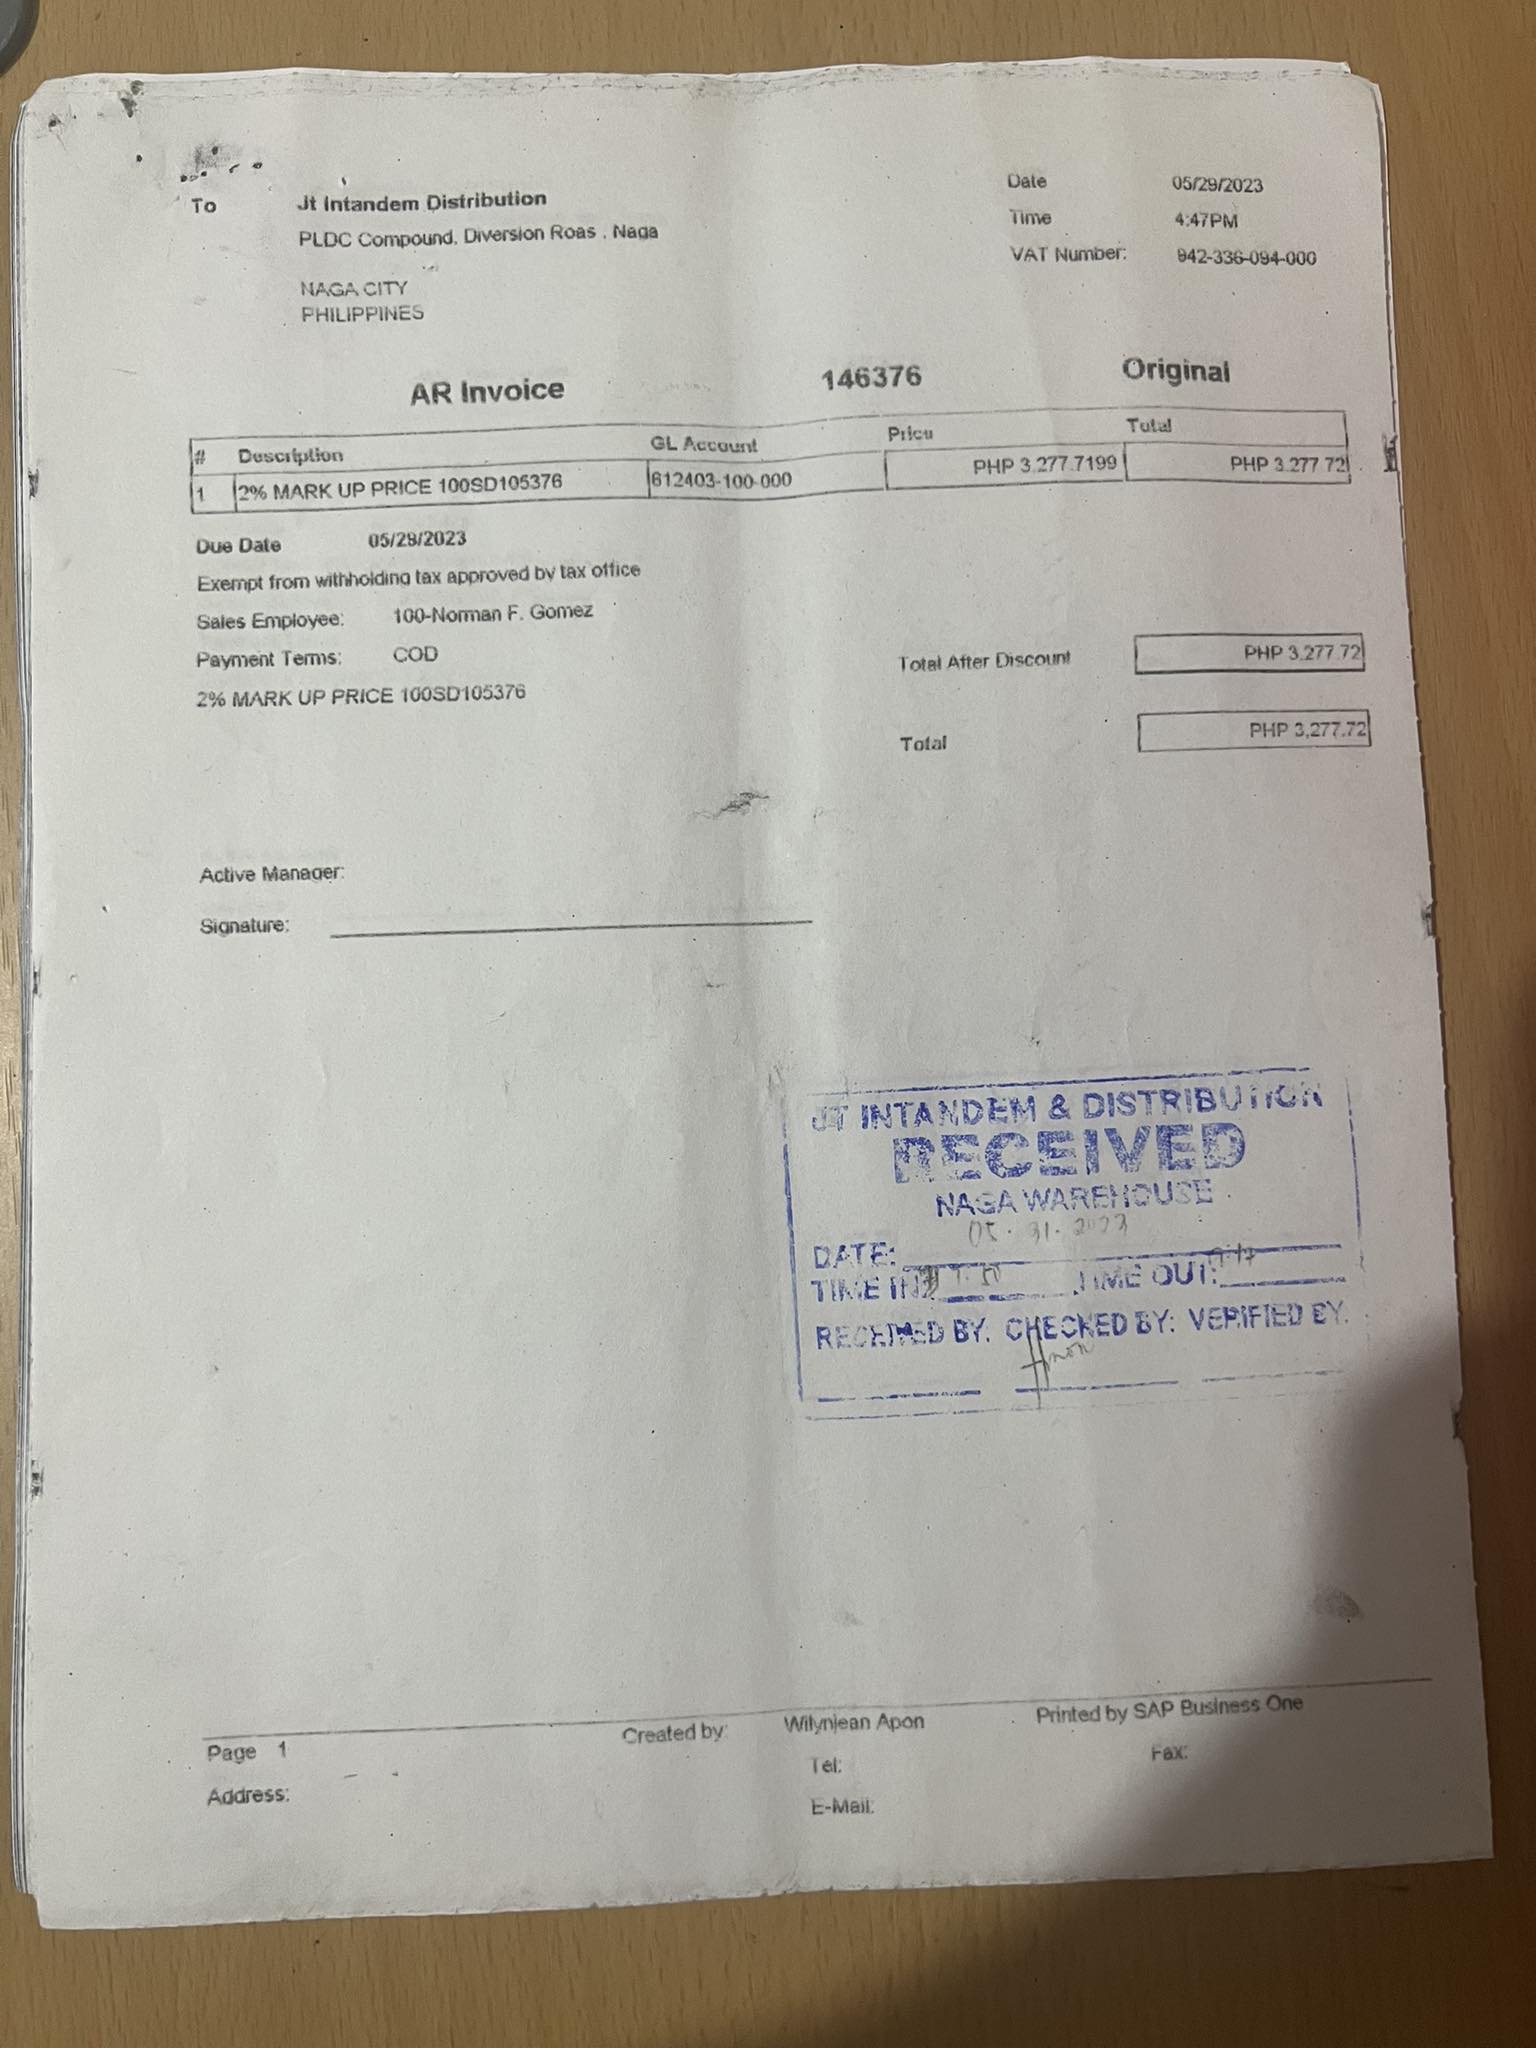 To Jt Intandem Distribution
PLDC Compound, Diversion Roas , Naga
NAGA CITY
PHILIPPINES
Date 05/29/2023
Time 4:47PM
VAT Number: 942-336-094-000
AR Invoice 146376 Original
# Description GL Account Price Total
1 2% MARK UP PRICE 100SD105376 612403-100-000 PHP 3,277.7199 PHP 3,277.72
Due Date 05/29/2023
Exempt from withholding tax approved by tax office
Sales Employee: 100-Norman F. Gomez
Payment Terms: COD
2% MARK UP PRICE 100SD105376
Total After Discount PHP 3,277.72
Total PHP 3,277.72
Active Manager:
Signature:
JT INTANDEM & DISTRIBUTION
RECEIVED
NAGA WAREHOUSE
05.31.2023
DATE:
TIME IN: TIME OUT:
RECEIVED BY: CHECKED BY: VERIFIED BY:
Created by: Wilynjean Apon Printed by SAP Business One
Page 1
Tel: Fax:
Address:
E-Mail: